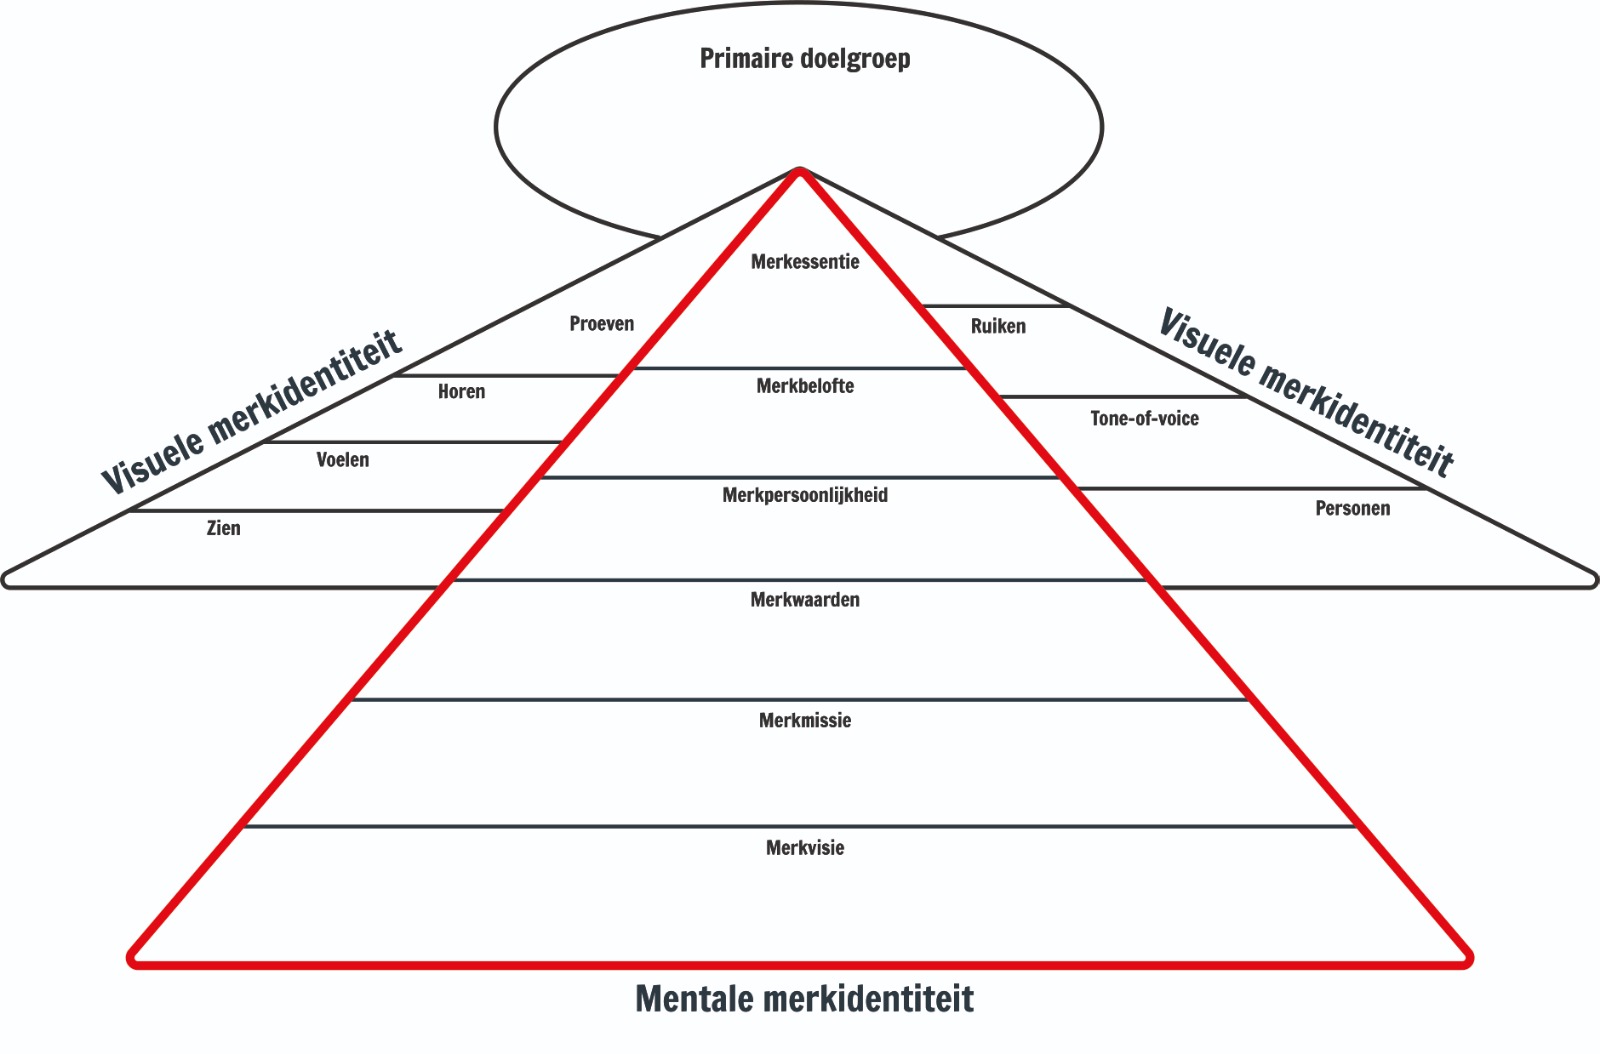 Primaire doelgroep
Merkessentie
Proeven
Ruiken
Visuele merkidentiteit
Visuele merkidentiteit
Horen
Merkbelofte
Tone-of-voice
Voelen
Merkpersoonlijkheid
Personen
Zien
Merkwaarden
Merkmissie
Merkvisie
Mentale merkidentiteit